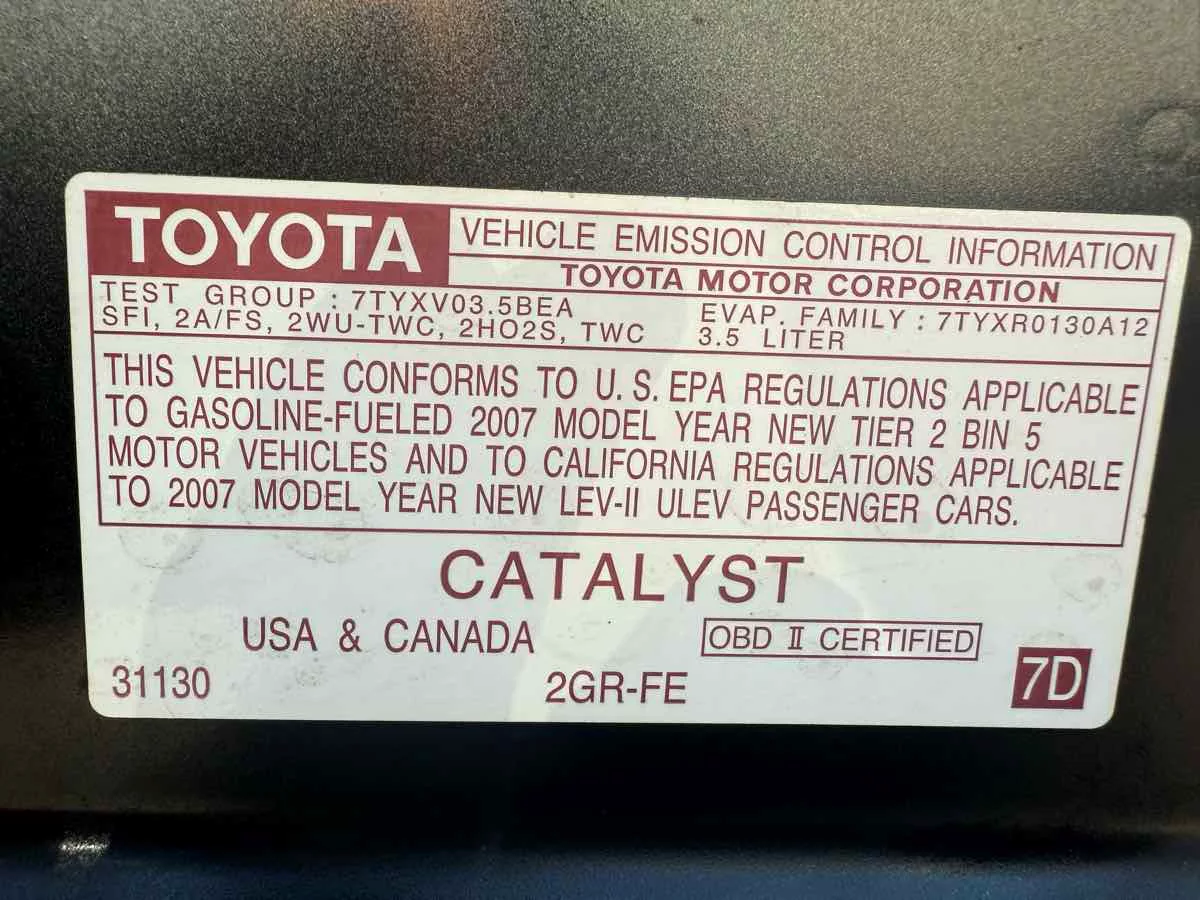 TOYOTA
VEHICLE EMISSION CONTROL INFORMATION
TOYOTA MOTOR CORPORATION
TEST GROUP : 7TYXV03.5BEA
EVAP. FAMILY : 7TYXR0130A12
SFI, 2A/FS, 2WU-TWC, 2HO2S, TWC
3.5 LITER
THIS VEHICLE CONFORMS TO U.S. EPA REGULATIONS APPLICABLE
TO GASOLINE-FUELED 2007 MODEL YEAR NEW TIER 2 BIN 5
MOTOR VEHICLES AND TO CALIFORNIA REGULATIONS APPLICABLE
TO 2007 MODEL YEAR NEW LEV-II ULEV PASSENGER CARS.
CATALYST
USA & CANADA
OBD II CERTIFIED
31130
2GR-FE
7D